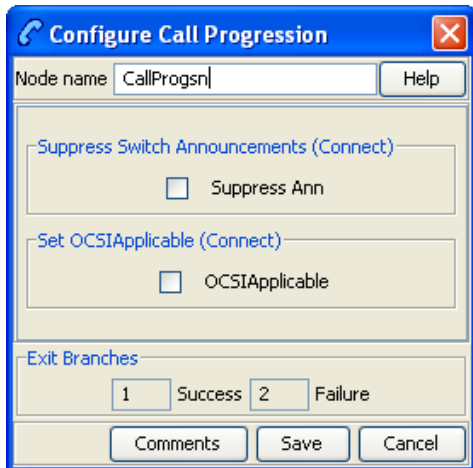 Configure Call Progression
Node name CallProgsn Help
Suppress Switch Announcements (Connect)
Suppress Ann
Set OCSIApplicable (Connect)
OCSIApplicable
Exit Branches
1 Success 2 Failure
Comments Save Cancel